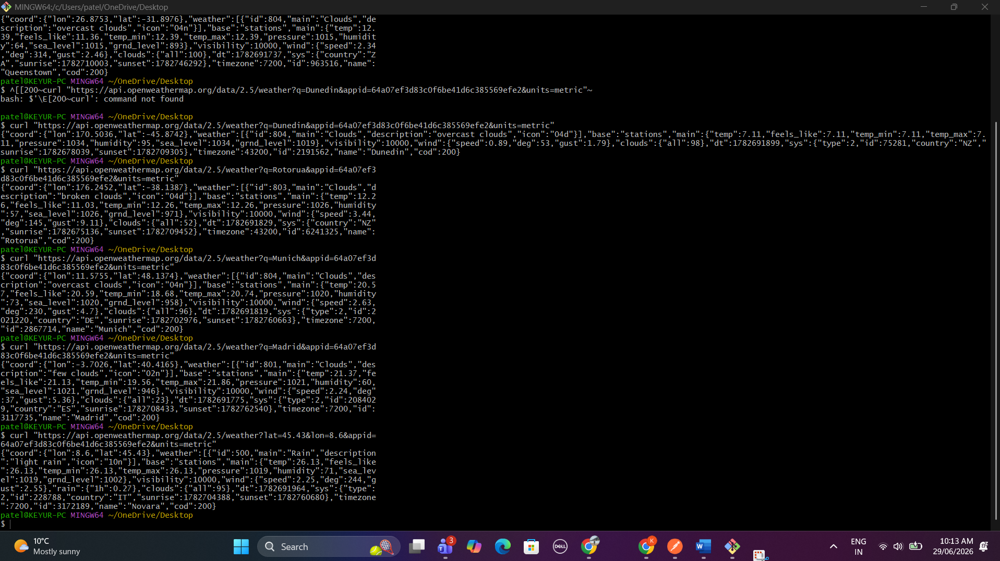 MINGW64:/c/Users/patel/OneDrive/Desktop
{"coord":{"lon":26.8753,"lat":-31.8976},"weather":[{"id":804,"main":"Clouds","de
scription":"overcast clouds","icon":"04n"}],"base":"stations","main":{"temp":12.
39,"feels_like":11.36,"temp_min":12.39,"temp_max":12.39,"pressure":1015,"humidit
y":64,"sea_level":1015,"grnd_level":893},"visibility":10000,"wind":{"speed":2.34
,"deg":314,"gust":2.46},"clouds":{"all":100},"dt":1782691737,"sys":{"country":"Z
A","sunrise":1782710003,"sunset":1782746292},"timezone":7200,"id":963516,"name":
"Queenstown","cod":200}
patel@KEYUR-PC MINGW64 ~/OneDrive/Desktop
$ ^[[200~curl "https://api.openweathermap.org/data/2.5/weather?q=Dunedin&appid=64a07ef3d83c0f6be41d6c385569efe2&units=metric"~
bash: $'\E[200~curl': command not found
patel@KEYUR-PC MINGW64 ~/OneDrive/Desktop
$ curl "https://api.openweathermap.org/data/2.5/weather?q=Dunedin&appid=64a07ef3d83c0f6be41d6c385569efe2&units=metric"
{"coord":{"lon":170.5036,"lat":-45.8742},"weather":[{"id":804,"main":"Clouds","description":"overcast clouds","icon":"04d"}],"base":"stations","main":{"temp":7.11,"feels_like":7.11,"temp_min":7.11,"temp_max":7.
11,"pressure":1034,"humidity":95,"sea_level":1034,"grnd_level":1019},"visibility":10000,"wind":{"speed":0.89,"deg":53,"gust":1.79},"clouds":{"all":98},"dt":1782691899,"sys":{"type":2,"id":75281,"country":"NZ","
sunrise":1782678039,"sunset":1782709305},"timezone":43200,"id":2191562,"name":"Dunedin","cod":200}
patel@KEYUR-PC MINGW64 ~/OneDrive/Desktop
$ curl "https://api.openweathermap.org/data/2.5/weather?q=Rotorua&appid=64a07ef3
d83c0f6be41d6c385569efe2&units=metric"
{"coord":{"lon":176.2452,"lat":-38.1387},"weather":[{"id":803,"main":"Clouds","d
escription":"broken clouds","icon":"04d"}],"base":"stations","main":{"temp":12.2
6,"feels_like":11.03,"temp_min":12.26,"temp_max":12.26,"pressure":1026,"humidity
":57,"sea_level":1026,"grnd_level":971},"visibility":10000,"wind":{"speed":3.44,
"deg":145,"gust":9.11},"clouds":{"all":52},"dt":1782691829,"sys":{"country":"NZ"
,"sunrise":1782675136,"sunset":1782709452},"timezone":43200,"id":6241325,"name":
"Rotorua","cod":200}
patel@KEYUR-PC MINGW64 ~/OneDrive/Desktop
$ curl "https://api.openweathermap.org/data/2.5/weather?q=Munich&appid=64a07ef3d
83c0f6be41d6c385569efe2&units=metric"
{"coord":{"lon":11.5755,"lat":48.1374},"weather":[{"id":804,"main":"Clouds","des
cription":"overcast clouds","icon":"04n"}],"base":"stations","main":{"temp":20.5
7,"feels_like":20.59,"temp_min":18.68,"temp_max":20.74,"pressure":1020,"humidity
":73,"sea_level":1020,"grnd_level":958},"visibility":10000,"wind":{"speed":2.63,
"deg":230,"gust":4.7},"clouds":{"all":96},"dt":1782691819,"sys":{"type":2,"id":2
021220,"country":"DE","sunrise":1782702976,"sunset":1782760663},"timezone":7200,
"id":2867714,"name":"Munich","cod":200}
patel@KEYUR-PC MINGW64 ~/OneDrive/Desktop
$ curl "https://api.openweathermap.org/data/2.5/weather?q=Madrid&appid=64a07ef3d
83c0f6be41d6c385569efe2&units=metric"
{"coord":{"lon":-3.7026,"lat":40.4165},"weather":[{"id":801,"main":"Clouds","des
cription":"few clouds","icon":"02n"}],"base":"stations","main":{"temp":21.37,"fe
els_like":21.13,"temp_min":19.56,"temp_max":21.86,"pressure":1021,"humidity":60,
"sea_level":1021,"grnd_level":946},"visibility":10000,"wind":{"speed":2.24,"deg"
:37,"gust":5.36},"clouds":{"all":23},"dt":1782691775,"sys":{"type":2,"id":208402
9,"country":"ES","sunrise":1782708433,"sunset":1782762540},"timezone":7200,"id":
3117735,"name":"Madrid","cod":200}
patel@KEYUR-PC MINGW64 ~/OneDrive/Desktop
$ curl "https://api.openweathermap.org/data/2.5/weather?lat=45.43&lon=8.6&appid=
64a07ef3d83c0f6be41d6c385569efe2&units=metric"
{"coord":{"lon":8.6,"lat":45.43},"weather":[{"id":500,"main":"Rain","description
":"light rain","icon":"10n"}],"base":"stations","main":{"temp":26.13,"feels_like
":26.13,"temp_min":26.13,"temp_max":26.13,"pressure":1019,"humidity":71,"sea_lev
el":1019,"grnd_level":1002},"visibility":10000,"wind":{"speed":2.25,"deg":244,"g
ust":2.55},"rain":{"1h":0.27},"clouds":{"all":95},"dt":1782691964,"sys":{"type":
2,"id":228788,"country":"IT","sunrise":1782704388,"sunset":1782760680},"timezone
":7200,"id":3172189,"name":"Novara","cod":200}
patel@KEYUR-PC MINGW64 ~/OneDrive/Desktop
$
10°C
Mostly sunny
Search
3
T
DELL
K
W
ENG
IN
10:13 AM
29/06/2026